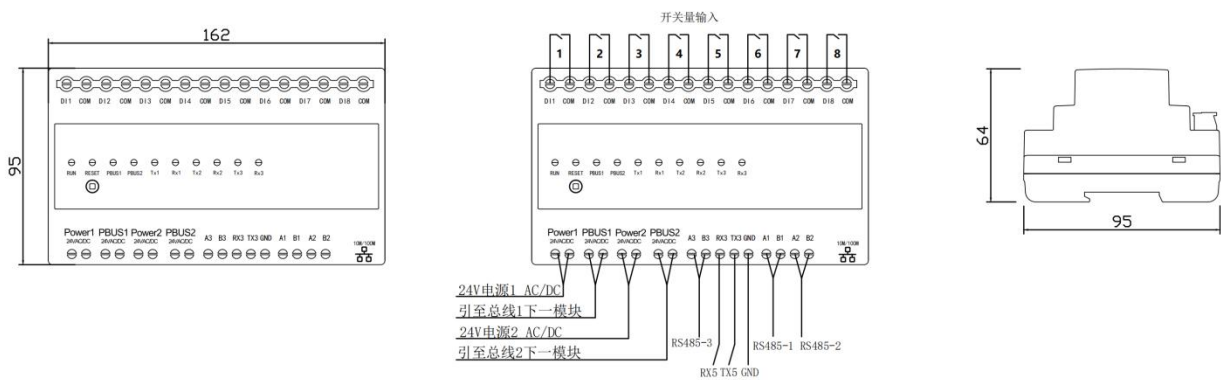 162
95
DI1 COM DI2 COM DI3 COM DI4 COM DI5 COM DI6 COM DI7 COM DI8 COM
RUN RESET PBUS1 PBUS2 Tx1 Rx1 Tx2 Rx2 Tx3 Rx3
Power1 PBUS1 Power2 PBUS2
24VAC/DC 24VAC/DC 24VAC/DC 24VAC/DC
A3 B3 RX3 TX3 GND A1 B1 A2 B2
10M/100M
开关量输入
1 2 3 4 5 6 7 8
DI1 COM DI2 COM DI3 COM DI4 COM DI5 COM DI6 COM DI7 COM DI8 COM
RUN RESET PBUS1 PBUS2 Tx1 Rx1 Tx2 Rx2 Tx3 Rx3
Power1 PBUS1 Power2 PBUS2
24VAC/DC 24VAC/DC 24VAC/DC 24VAC/DC
A3 B3 RX3 TX3 GND A1 B1 A2 B2
10M/100M
24V电源1 AC/DC
引至总线1下一模块
24V电源2 AC/DC
引至总线2下一模块
RS485-3
RX5 TX5 GND
RS485-1 RS485-2
64
95